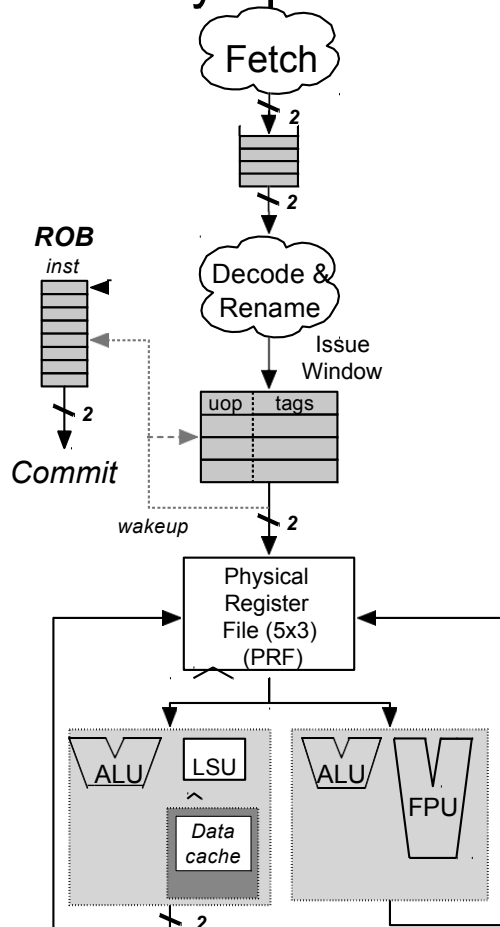 Fetch
2
2
ROB
inst
Decode &
Rename
Issue
Window
uop
tags
2
Commit
wakeup
2
Physical
Register
File (5x3)
(PRF)
ALU
LSU
ALU
FPU
Data
cache
2